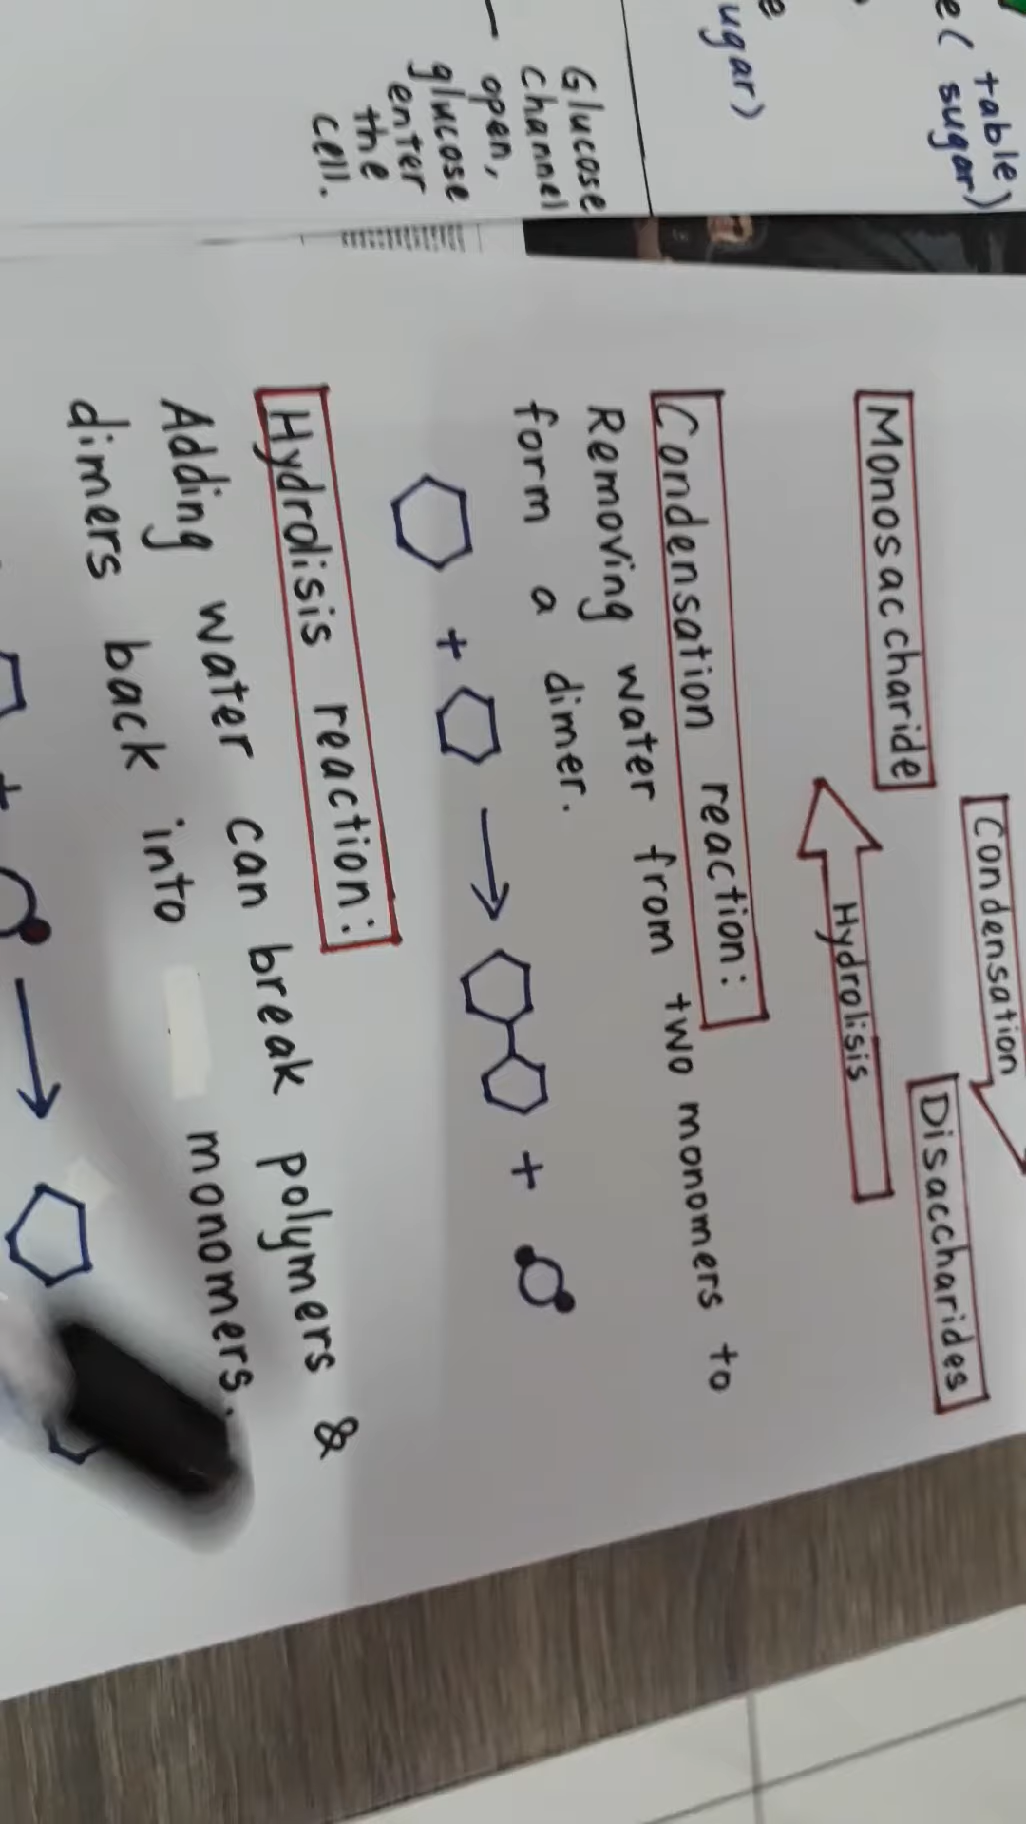 table
sugar)
ugar)
Glucose
channel
open,
glucose
enter
the
cell.
Condensation
Monosaccharide
Disaccharides
Hydrolisis
Condensation reaction:
Removing water from two monomers to
form a dimer.
+ → +
Hydrolisis reaction:
Adding water can break polymers &
dimers back into monomers.
+ →